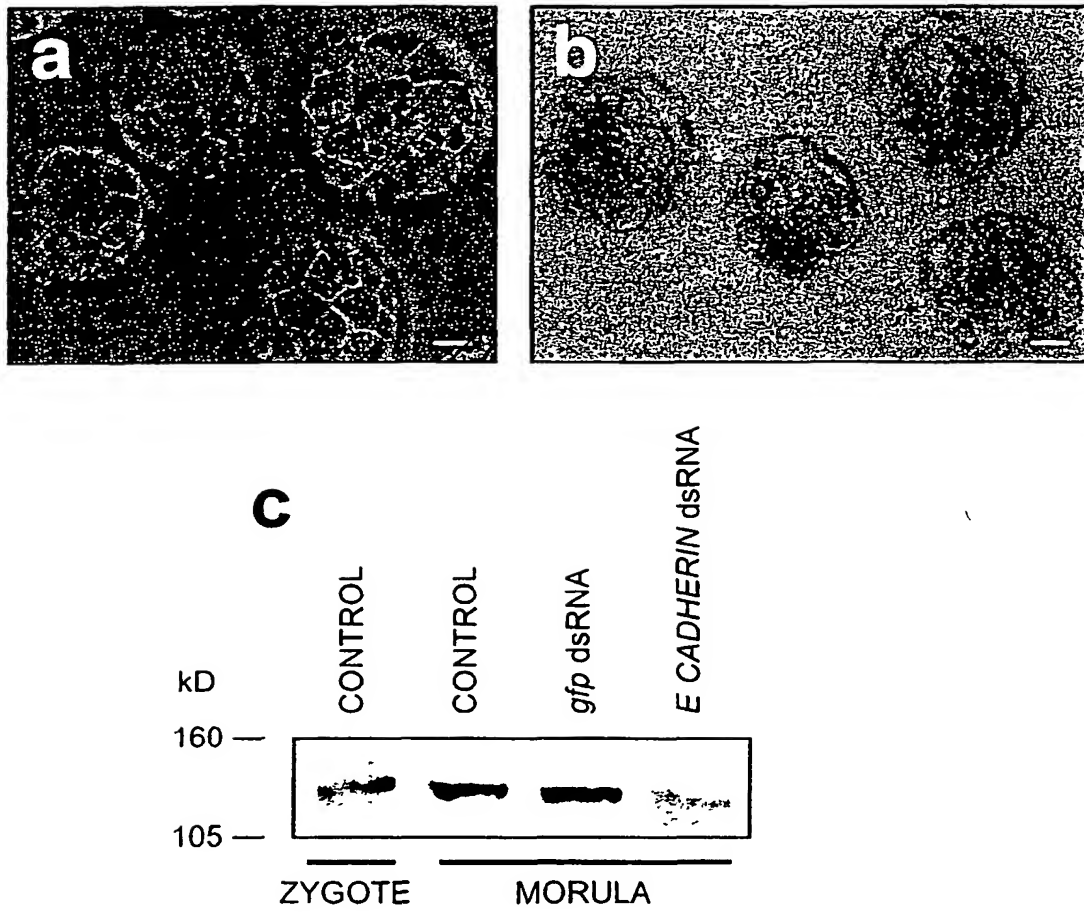 a
b
c
kD
CONTROL
CONTROL
gfp dsRNA
E CADHERIN dsRNA
160
105
ZYGOTE
MORULA